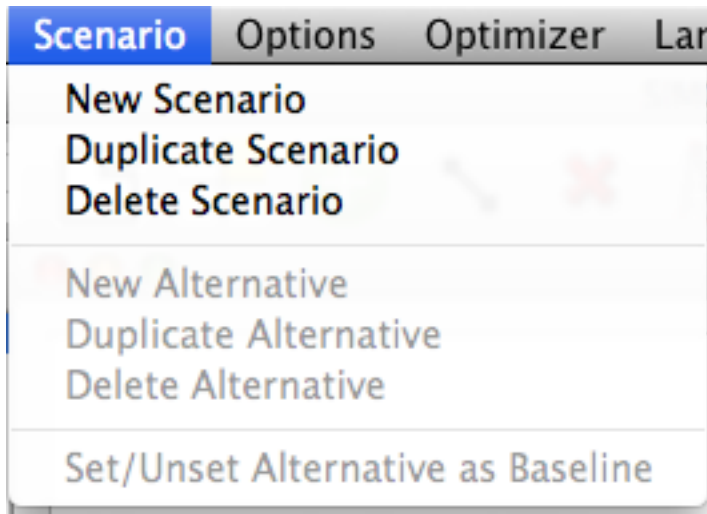 Scenario Options Optimizer Lar
New Scenario
Duplicate Scenario
Delete Scenario
New Alternative
Duplicate Alternative
Delete Alternative
Set/Unset Alternative as Baseline